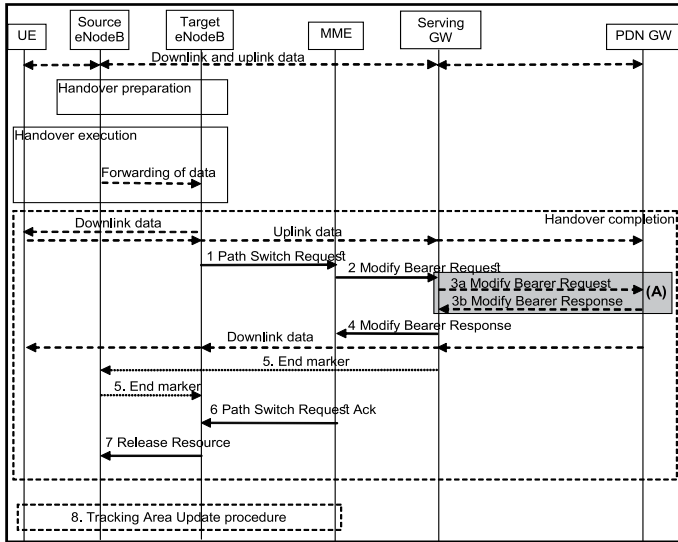 UE
Source
eNodeB
Target
eNodeB
MME
Serving
GW
PDN GW
Downlink and uplink data
Handover preparation
Handover execution
Forwarding of data
Handover completion
Downlink data
Uplink data
1 Path Switch Request
2 Modify Bearer Request
3a Modify Bearer Request
(A)
3b Modify Bearer Response
4 Modify Bearer Response
Downlink data
5. End marker
5. End marker
6 Path Switch Request Ack
7 Release Resource
8. Tracking Area Update procedure